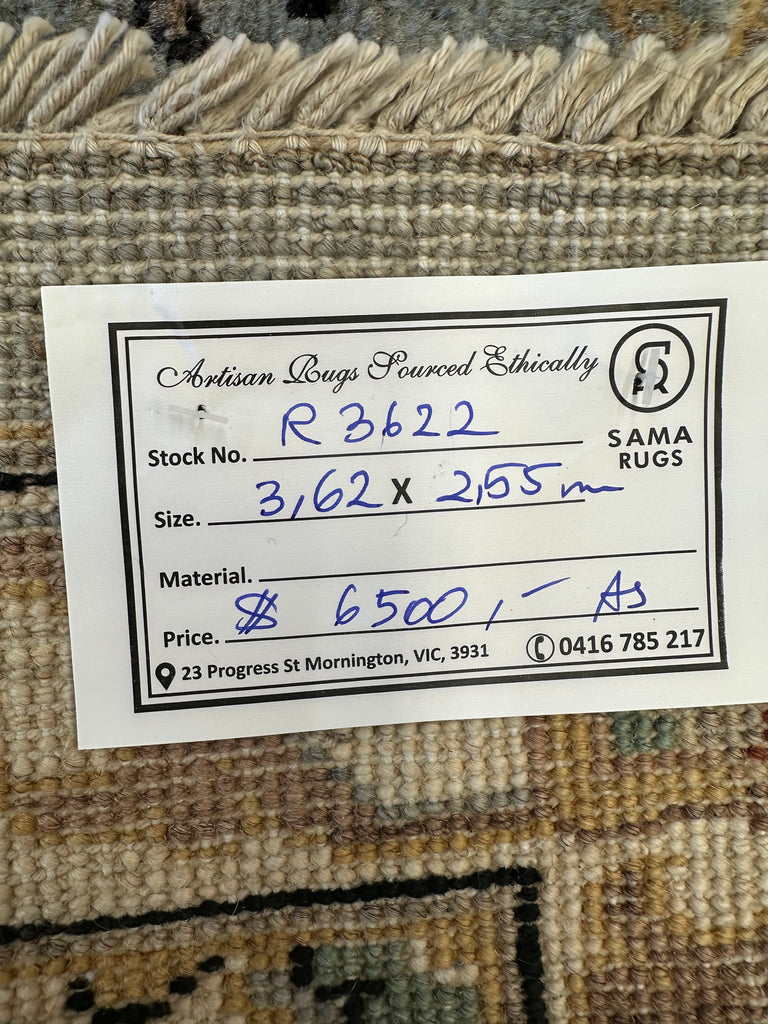 Artisan Rugs Sourced Ethically
SR
SAMA
RUGS
Stock No. R 3622
Size. 3,62 x 2,55 m
Material.
Price. $ 6500,- As
23 Progress St Mornington, VIC, 3931
0416 785 217